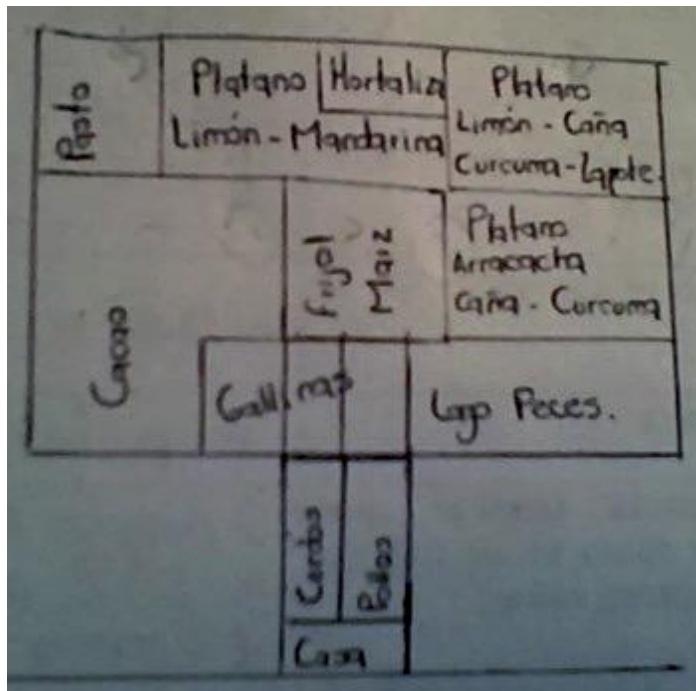 Pasto
Platano
Hortaliza
Limón - Mandarina
Platano
Limón - Caña
Curcuma - Zapote.
Frijol
Maiz
Platano
Arracacha
Caña - Curcuma
Cacao
Gallinas
Lago Peces.
Cerdos
Pollos
Casa